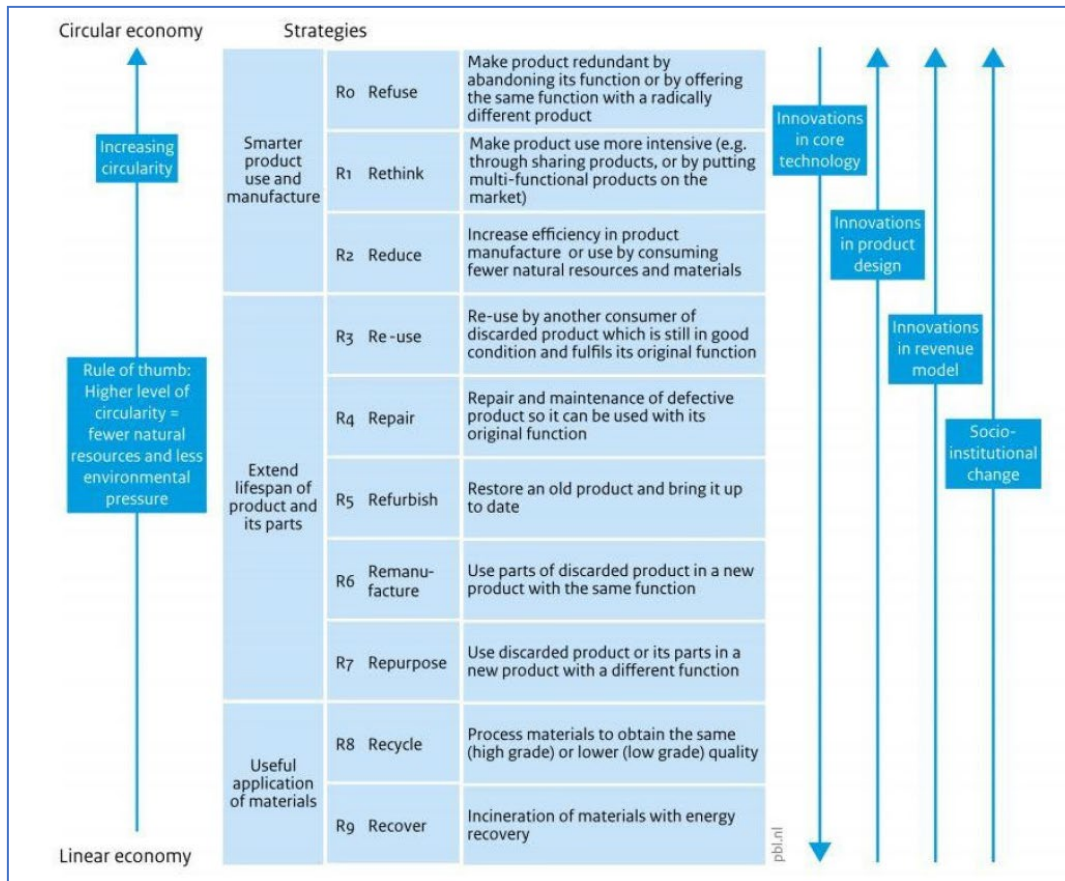 Circular economy
Strategies
Increasing
circularity
Rule of thumb:
Higher level of
circularity =
fewer natural
resources and less
environmental
pressure
Linear economy
Smarter
product
use and
manufacture
Ro Refuse
Make product redundant by
abandoning its function or by offering
the same function with a radically
different product
R1 Rethink
Make product use more intensive (e.g.
through sharing products, or by putting
multi-functional products on the
market)
R2 Reduce
Increase efficiency in product
manufacture or use by consuming
fewer natural resources and materials
Extend
lifespan of
product and
its parts
R3 Re-use
Re-use by another consumer of
discarded product which is still in good
condition and fulfils its original function
R4 Repair
Repair and maintenance of defective
product so it can be used with its
original function
R5 Refurbish
Restore an old product and bring it up
to date
R6 Remanu-
facture
Use parts of discarded product in a new
product with the same function
R7 Repurpose
Use discarded product or its parts in a
new product with a different function
Useful
application
of materials
R8 Recycle
Process materials to obtain the same
(high grade) or lower (low grade) quality
R9 Recover
Incineration of materials with energy
recovery
pbl.nl
Innovations
in core
technology
Innovations
in product
design
Innovations
in revenue
model
Socio-
institutional
change